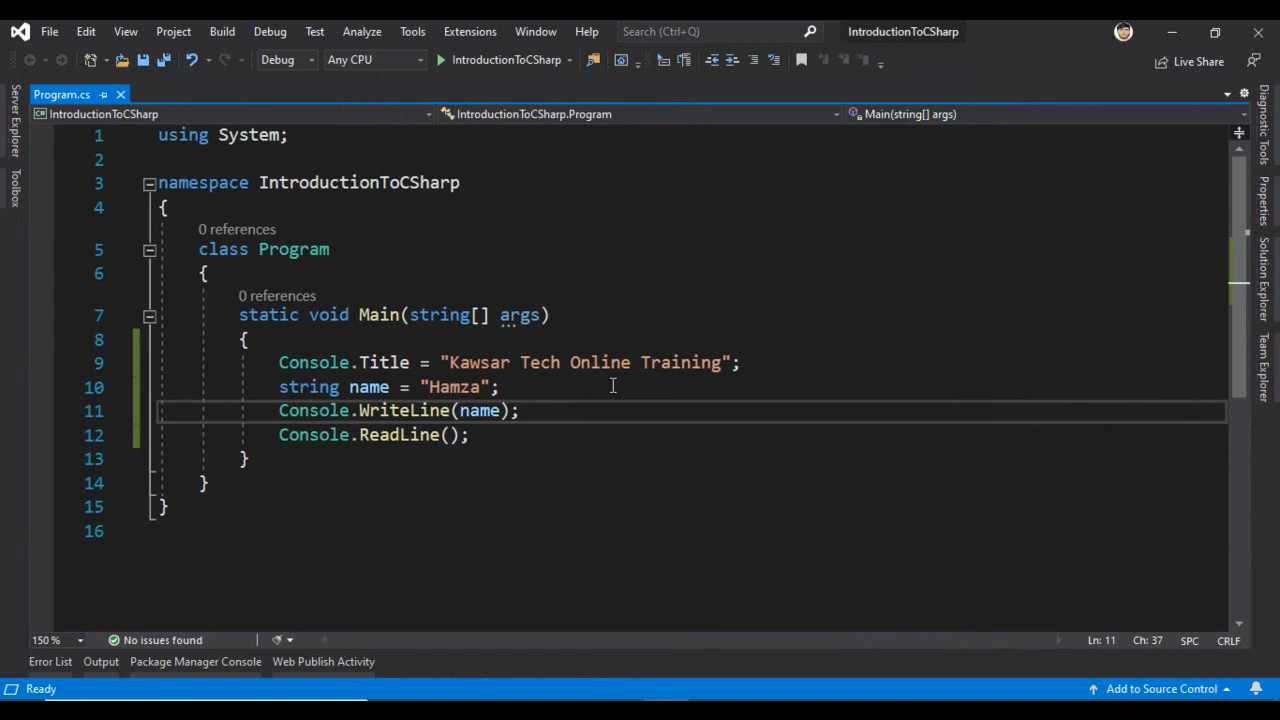 File Edit View Project Build Debug Test Analyze Tools Extensions Window Help Search (Ctrl+Q) IntroductionToCSharp
Debug Any CPU IntroductionToCSharp Live Share
Program.cs
IntroductionToCSharp IntroductionToCSharp.Program Main(string[] args)
Server Explorer
Toolbox
1 using System;
2
3 namespace IntroductionToCSharp
4 {
0 references
5 class Program
6 {
0 references
7 static void Main(string[] args)
8 {
9 Console.Title = "Kawsar Tech Online Training";
10 string name = "Hamza";
11 Console.WriteLine(name);
12 Console.ReadLine();
13 }
14 }
15 }
16
Diagnostic Tools
Properties
Solution Explorer
Team Explorer
150 % No issues found Ln: 11 Ch: 37 SPC CRLF
Error List Output Package Manager Console Web Publish Activity
Ready Add to Source Control